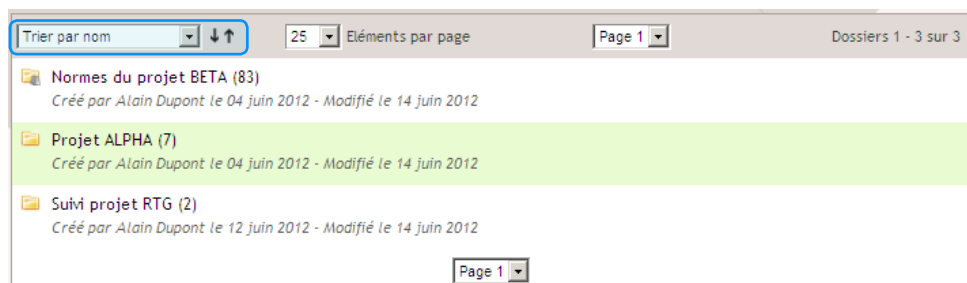 Trier par nom 25 Eléments par page Page 1 Dossiers 1 - 3 sur 3
Normes du projet BETA (83)
Créé par Alain Dupont le 04 juin 2012 - Modifié le 14 juin 2012
Projet ALPHA (7)
Créé par Alain Dupont le 04 juin 2012 - Modifié le 14 juin 2012
Suivi projet RTG (2)
Créé par Alain Dupont le 12 juin 2012 - Modifié le 14 juin 2012
Page 1